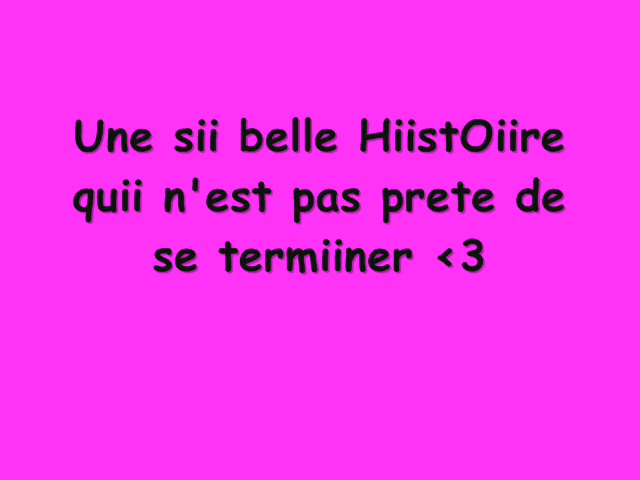 Une sii belle HiistOiire
quii n'est pas prete de
se termiiner <3